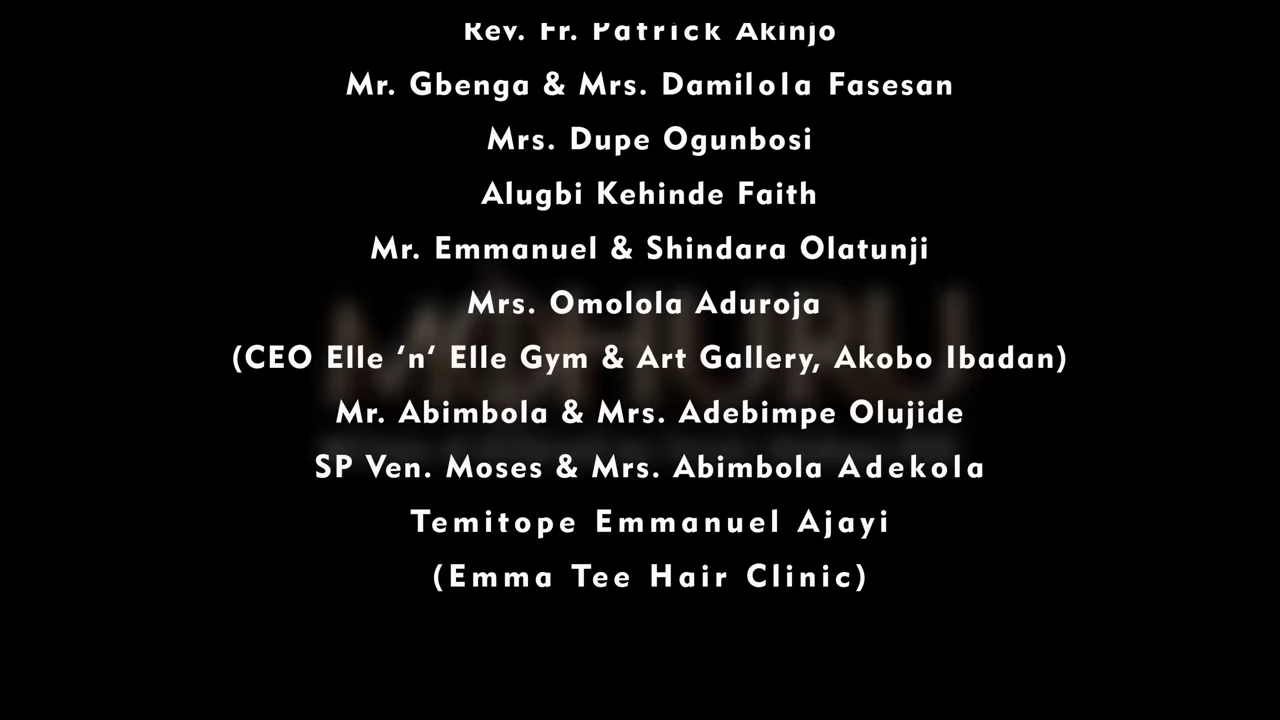 Rev. Fr. Patrick Akinjo
Mr. Gbenga & Mrs. Damilola Fasesan
Mrs. Dupe Ogunbosi
Alugbi Kehinde Faith
Mr. Emmanuel & Shindara Olatunji
Mrs. Omolola Aduroja
(CEO Elle ‘n‘ Elle Gym & Art Gallery, Akobo Ibadan)
Mr. Abimbola & Mrs. Adebimpe Olujide
SP Ven. Moses & Mrs. Abimbola Adekola
Temitope Emmanuel Ajayi
(Emma Tee Hair Clinic)